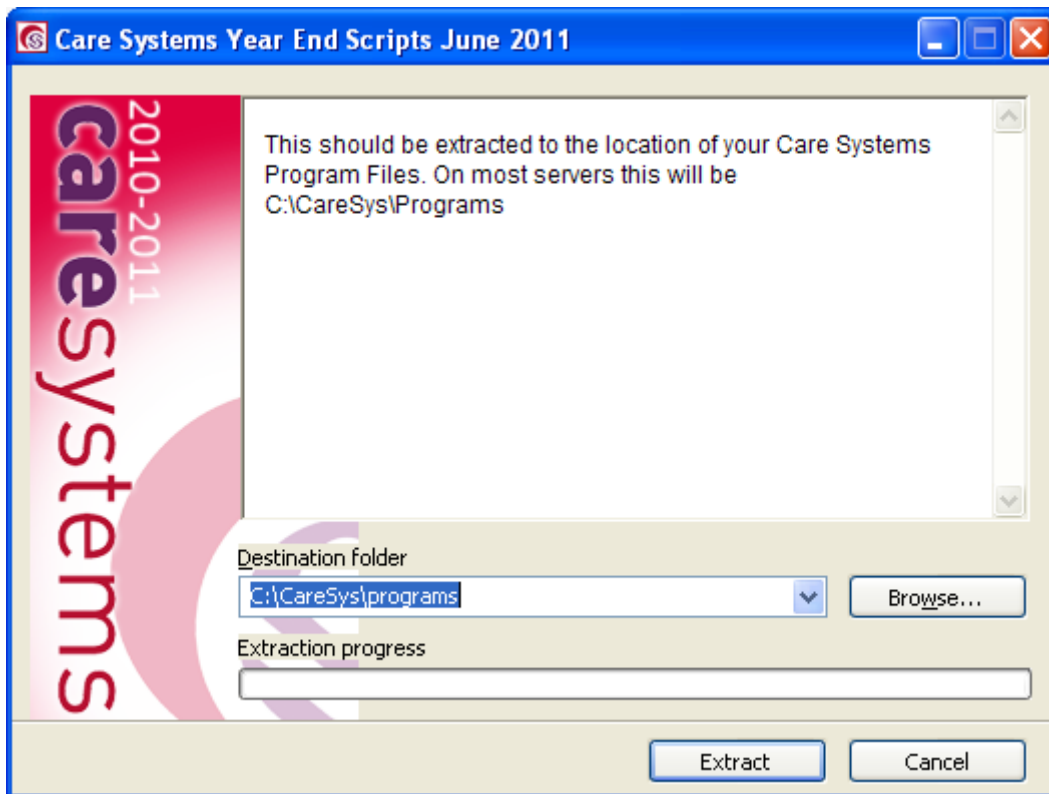 Care Systems Year End Scripts June 2011
2010-2011
caresystems
This should be extracted to the location of your Care Systems
Program Files. On most servers this will be
C:\CareSys\Programs
Destination folder
C:\CareSys\programs
Browse...
Extraction progress
Extract
Cancel